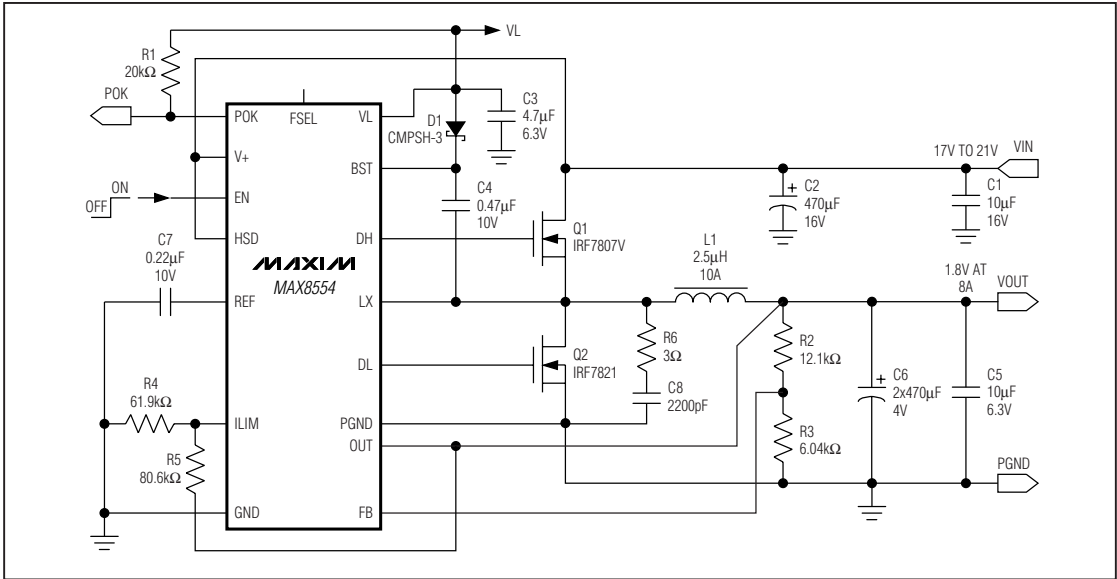 VL
R1
20kΩ
POK
POK
FSEL
VL
D1
CMPSH-3
C3
4.7µF
6.3V
V+
BST
17V TO 21V
VIN
ON
OFF
EN
C4
0.47µF
10V
C2
470µF
16V
C1
10µF
16V
C7
0.22µF
10V
HSD
DH
Q1
IRF7807V
L1
2.5µH
10A
MAXIM
MAX8554
REF
LX
1.8V AT
8A
VOUT
R6
3Ω
R2
12.1kΩ
DL
Q2
IRF7821
C8
2200pF
+
C6
2x470µF
4V
C5
10µF
6.3V
R4
61.9kΩ
ILIM
PGND
OUT
R3
6.04kΩ
R5
80.6kΩ
PGND
GND
FB
+